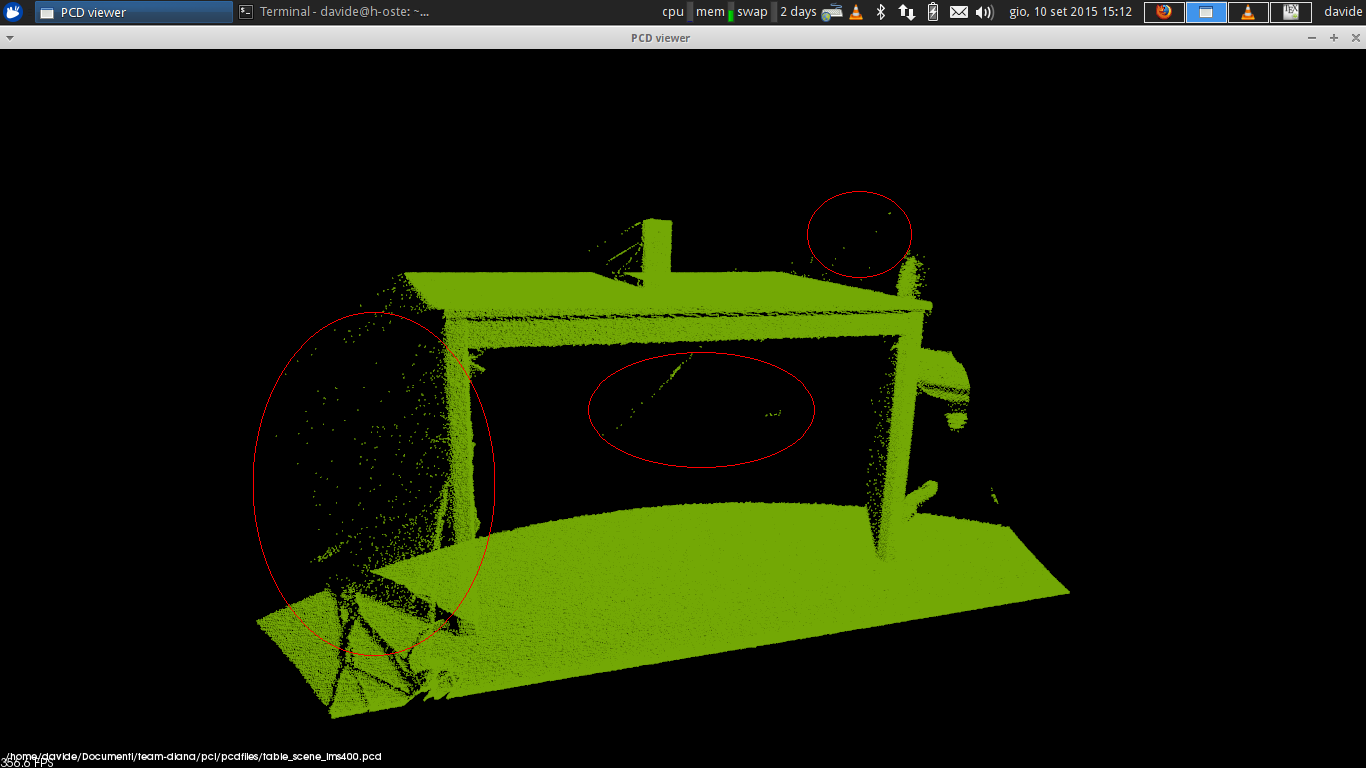 PCD viewer
Terminal - davide@h-oste: ~...
cpu mem swap 2 days gio, 10 set 2015 15:12 davide
PCD viewer
/home/davide/Documenti/team-diana/pcl/pcdfiles/table_scene_lms400.pcd
356.6 FPS